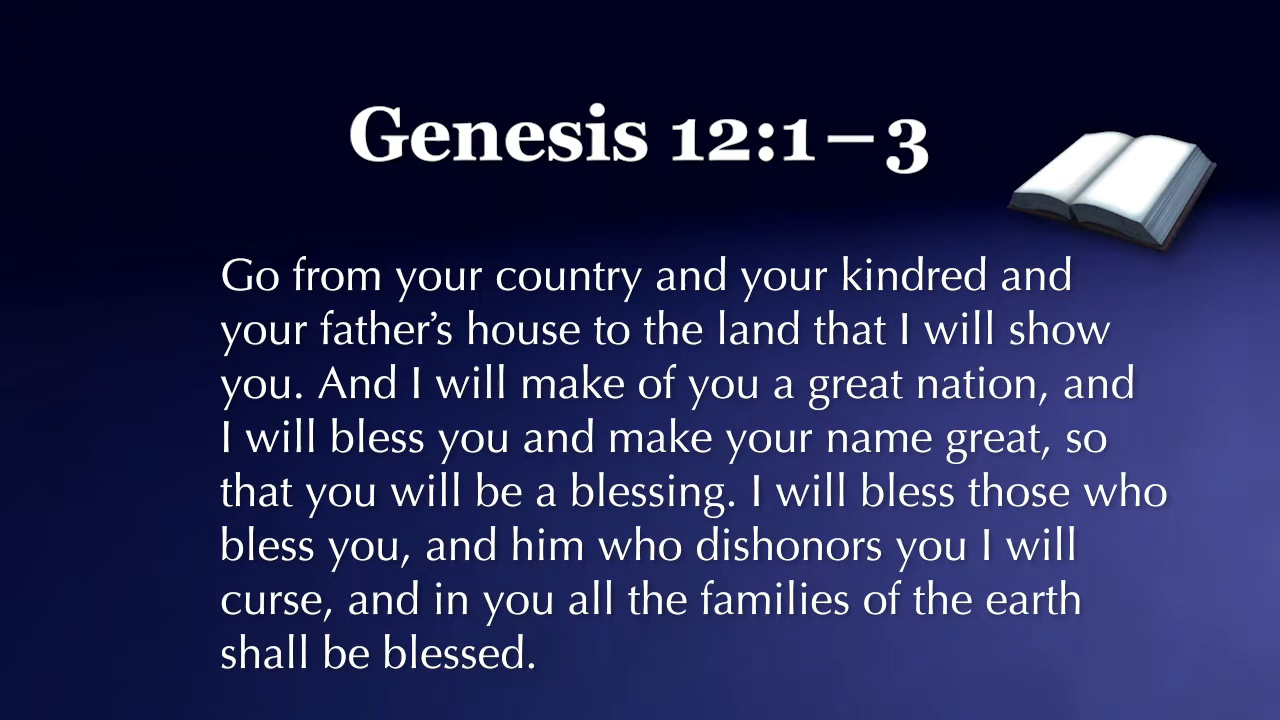 Genesis 12:1–3
Go from your country and your kindred and
your father’s house to the land that I will show
you. And I will make of you a great nation, and
I will bless you and make your name great, so
that you will be a blessing. I will bless those who
bless you, and him who dishonors you I will
curse, and in you all the families of the earth
shall be blessed.